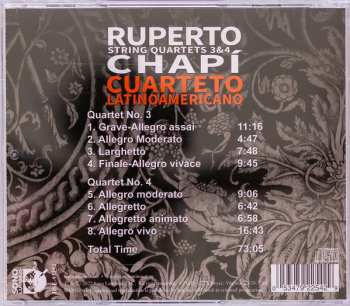 RUPERTO
STRING QUARTETS 3&4
CHAPÍ
CUARTETO
LATINOAMERICANO
Quartet No. 3
1. Grave-Allegro assai 11:16
2. Allegro Moderato 4:47
3. Larghetto 7:48
4. Finale-Allegro vivace 9:45
Quartet No. 4
5. Allegro moderato 9:06
6. Allegretto 6:42
7. Allegretto animato 6:58
8. Allegro vivo 16:43
Total Time 73:05
sono